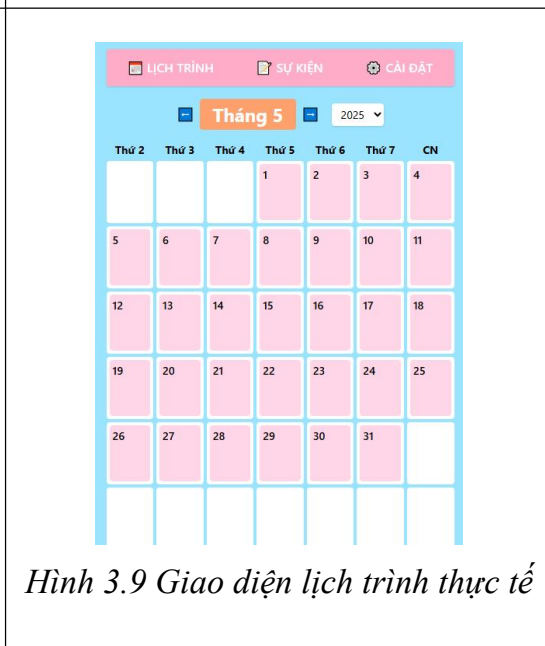 LỊCH TRÌNH SỰ KIỆN CÀI ĐẶT
Tháng 5 2025
Thứ 2 Thứ 3 Thứ 4 Thứ 5 Thứ 6 Thứ 7 CN
1 2 3 4
5 6 7 8 9 10 11
12 13 14 15 16 17 18
19 20 21 22 23 24 25
26 27 28 29 30 31
Hình 3.9 Giao diện lịch trình thực tế